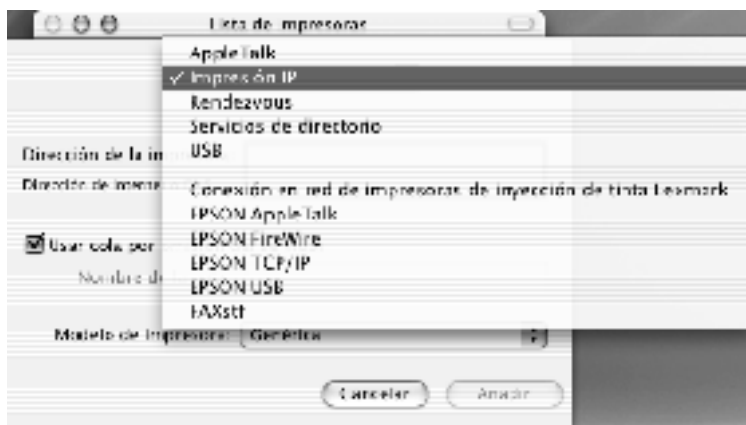 Lista de impresoras
AppleTalk
✓ Impresión IP
Rendezvous
Servicios de directorio
USB
Dirección de la im
Dirección de Interne
Conexión en red de impresoras de inyección de tinta Lexmark
EPSON AppleTalk
EPSON FireWire
Usar cola por
EPSON TCP/IP
Nombre de
EPSON USB
FAXstf
Modelo de impresora: Genérica
Cancelar Añadir